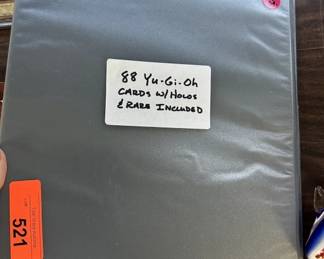 88 Yu-Gi-Oh
CARDS W/HOLOS
& RARE INCLUDED
521